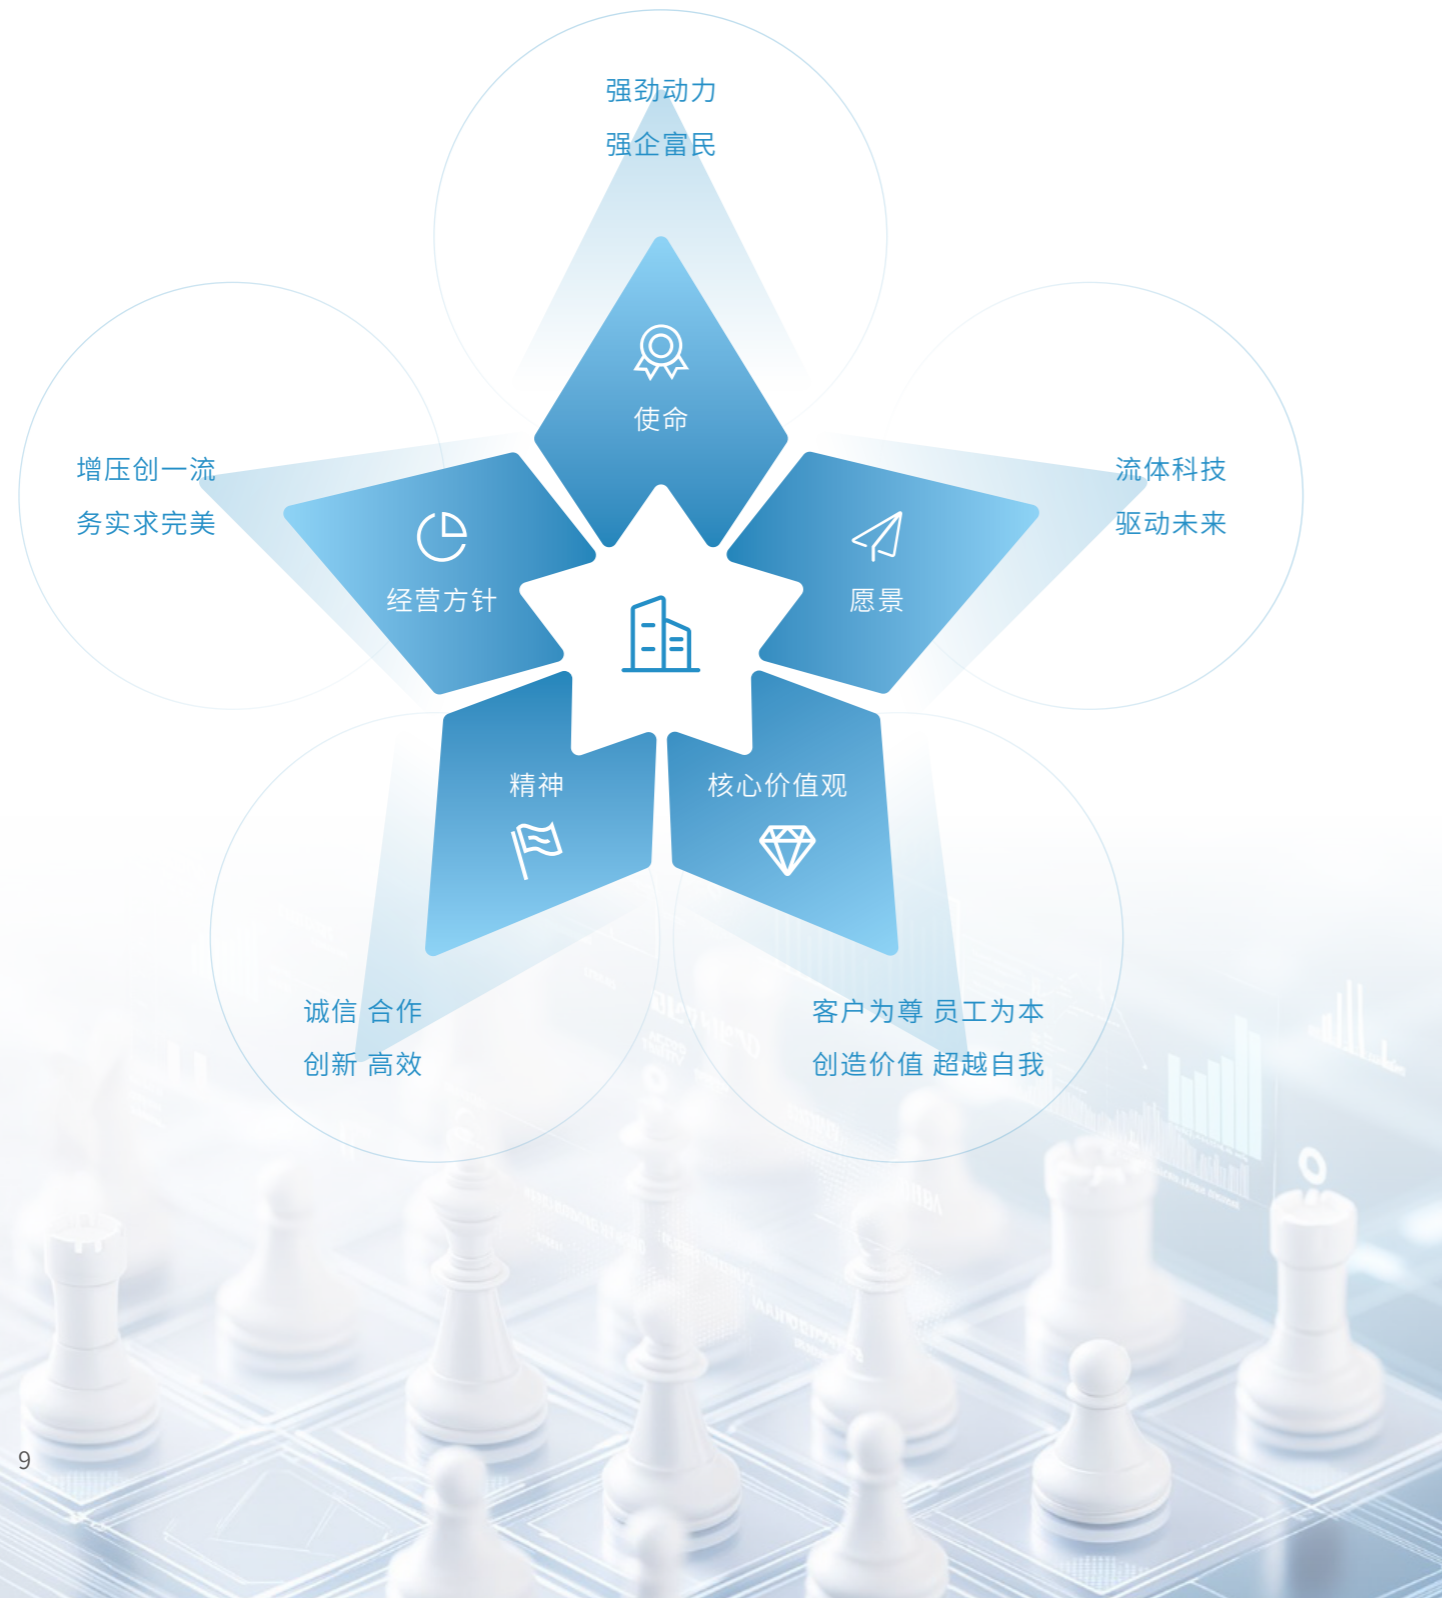 强劲动力
强企富民
使命
增压创一流
务实求完美
经营方针
流体科技
驱动未来
愿景
精神
核心价值观
诚信 合作
创新 高效
客户为尊 员工为本
创造价值 超越自我
9